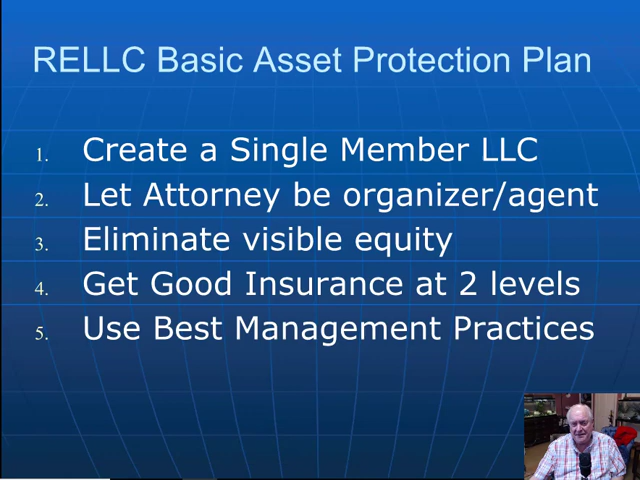 RELLC Basic Asset Protection Plan
1. Create a Single Member LLC
2. Let Attorney be organizer/agent
3. Eliminate visible equity
4. Get Good Insurance at 2 levels
5. Use Best Management Practices